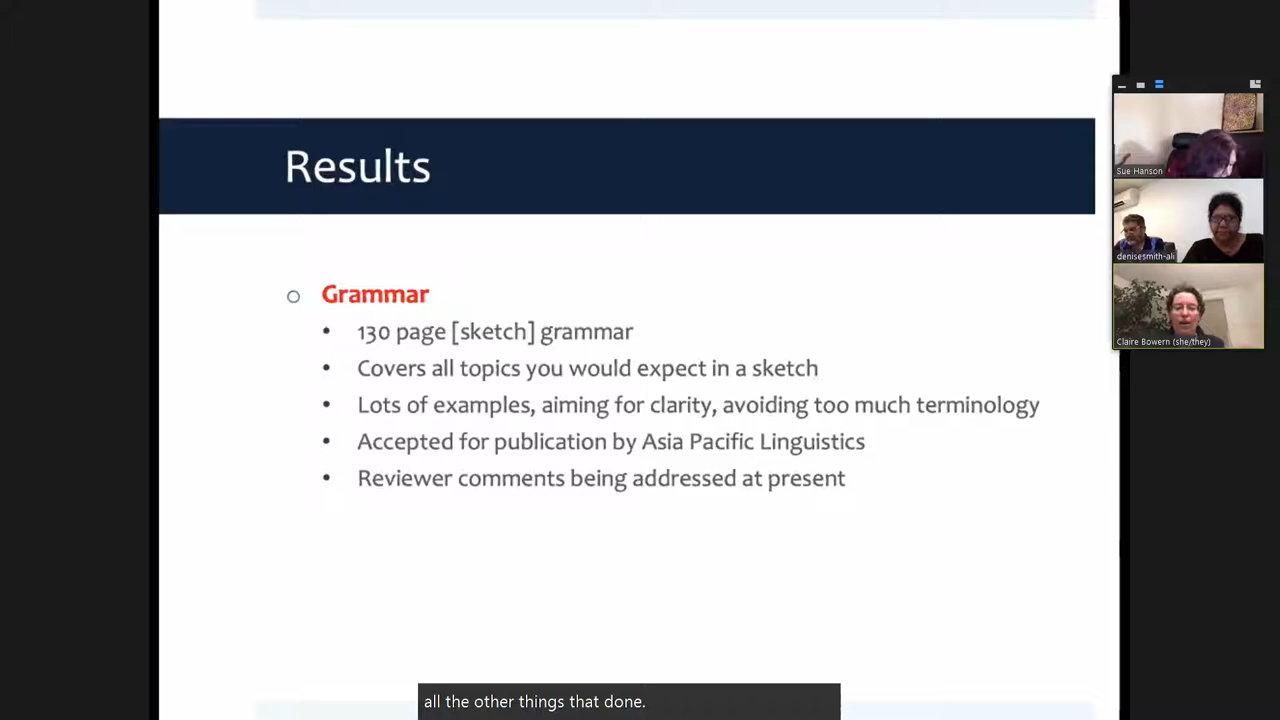 Results
Grammar
130 page [sketch] grammar
Covers all topics you would expect in a sketch
Lots of examples, aiming for clarity, avoiding too much terminology
Accepted for publication by Asia Pacific Linguistics
Reviewer comments being addressed at present
Sue Hanson
denisesmith-ali
Claire Bowern (she/they)
all the other things that done.